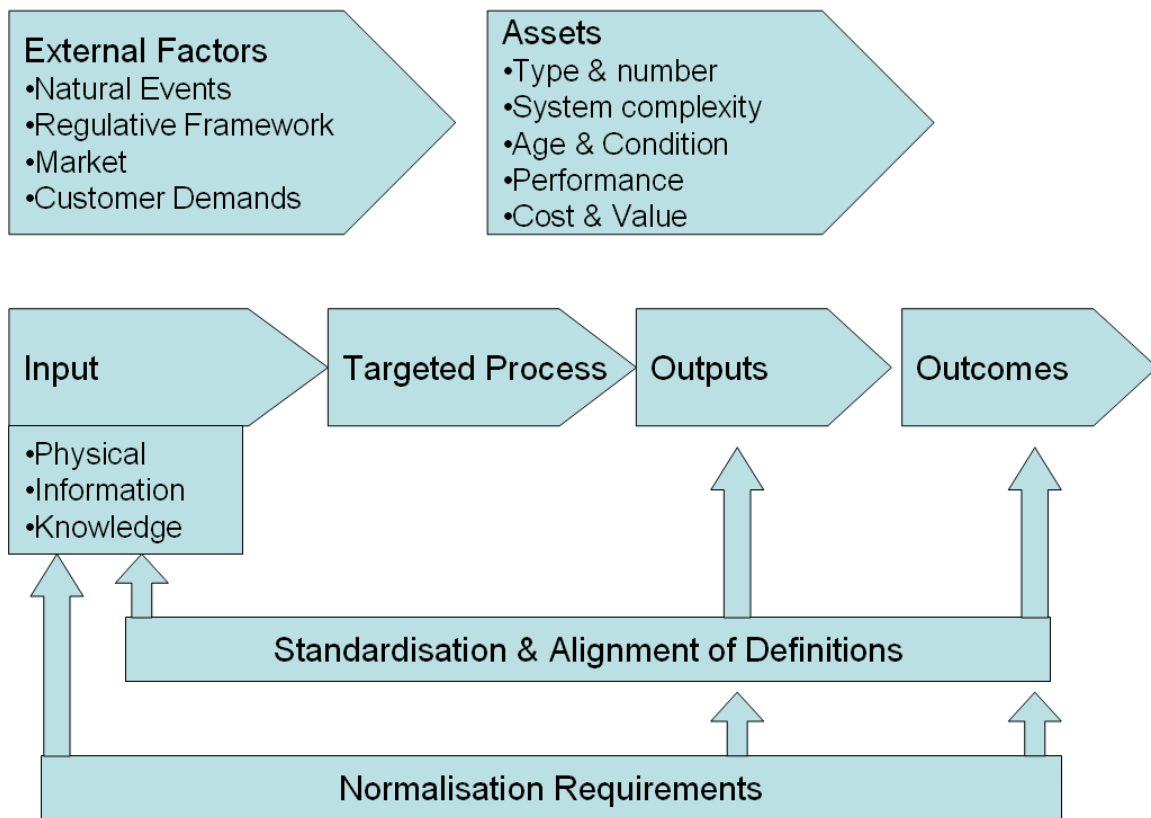 External Factors
•Natural Events
•Regulative Framework
•Market
•Customer Demands
Assets
•Type & number
•System complexity
•Age & Condition
•Performance
•Cost & Value
Input
Targeted Process
Outputs
Outcomes
•Physical
•Information
•Knowledge
Standardisation & Alignment of Definitions
Normalisation Requirements